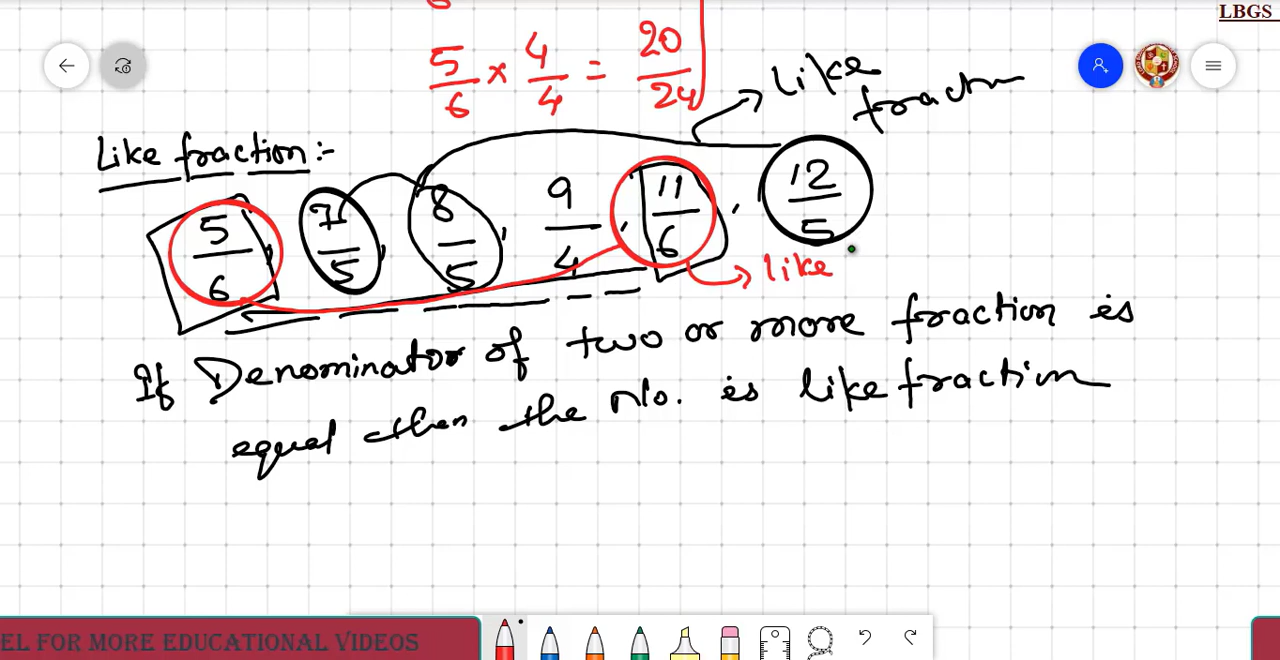 LBGS
5/6 × 4/4 = 20/24
like fraction
Like fraction:-
5/6, 7/5, 8/5, 9/4, 11/6, 12/5
like
If Denominator of two or more fraction is
equal then the No. is like fraction
EL FOR MORE EDUCATIONAL VIDEOS